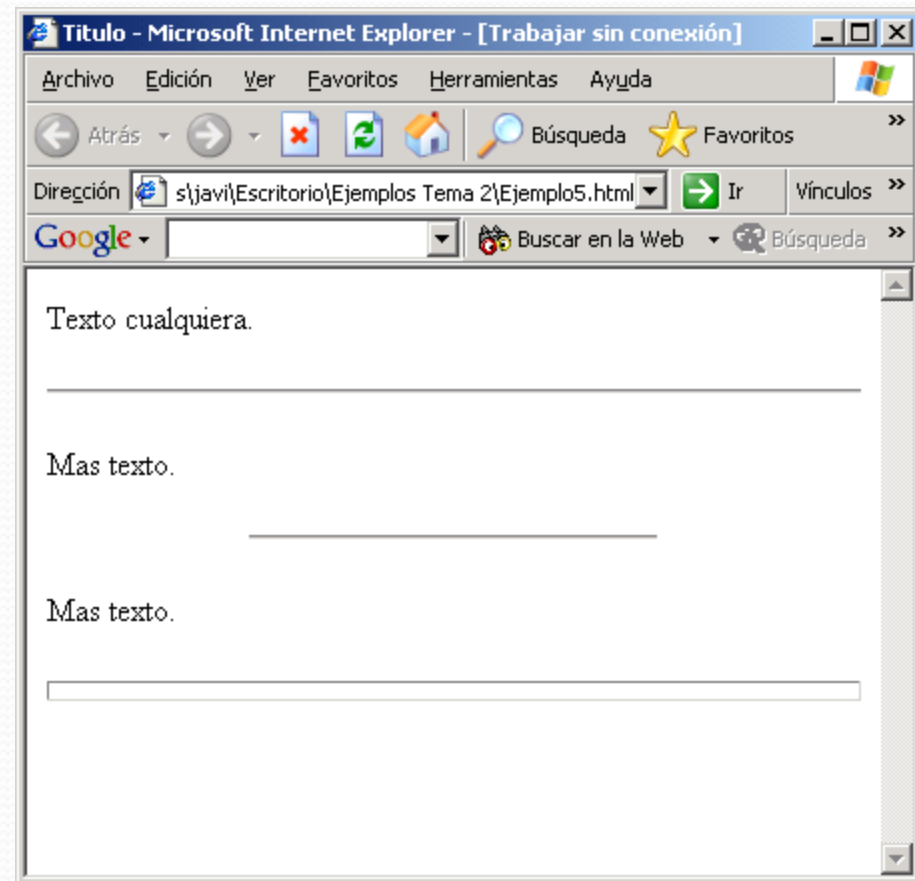 Titulo - Microsoft Internet Explorer - [Trabajar sin conexión]
Archivo Edición Ver Favoritos Herramientas Ayuda
Atrás Búsqueda Favoritos »
Dirección s\javi\Escritorio\Ejemplos Tema 2\Ejemplo5.html Ir Vínculos »
Google Buscar en la Web Búsqueda »
Texto cualquiera.
Mas texto.
Mas texto.